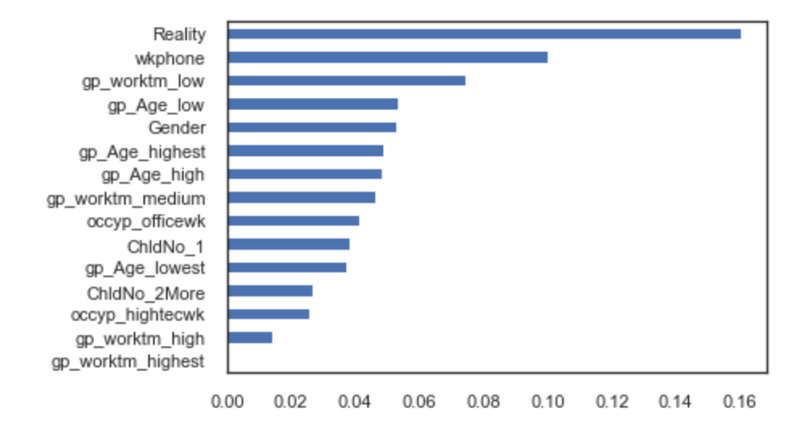 Reality
wkphone
gp_worktm_low
gp_Age_low
Gender
gp_Age_highest
gp_Age_high
gp_worktm_medium
occyp_officewk
ChldNo_1
gp_Age_lowest
ChldNo_2More
occyp_hightecwk
gp_worktm_high
gp_worktm_highest
0.00 0.02 0.04 0.06 0.08 0.10 0.12 0.14 0.16